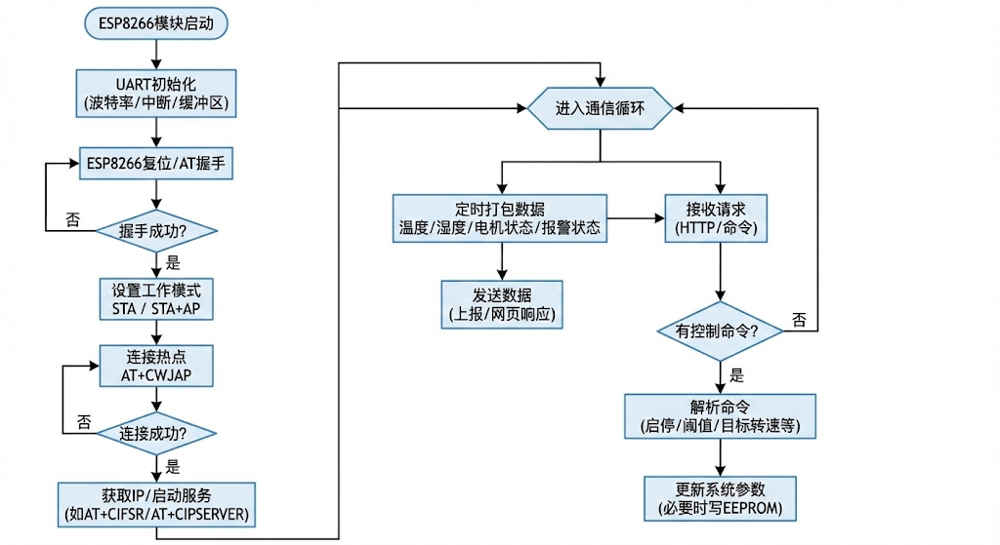 ESP8266模块启动
UART初始化
(波特率/中断/缓冲区)
ESP8266复位/AT握手
否
握手成功?
是
设置工作模式
STA / STA+AP
连接热点
AT+CWJAP
否
连接成功?
是
获取IP/启动服务
(如AT+CIFSR/AT+CIPSERVER)
进入通信循环
定时打包数据
温度/湿度/电机状态/报警状态
接收请求
(HTTP/命令)
发送数据
(上报/网页响应)
有控制命令?
否
是
解析命令
(启停/阈值/目标转速等)
更新系统参数
(必要时写EEPROM)